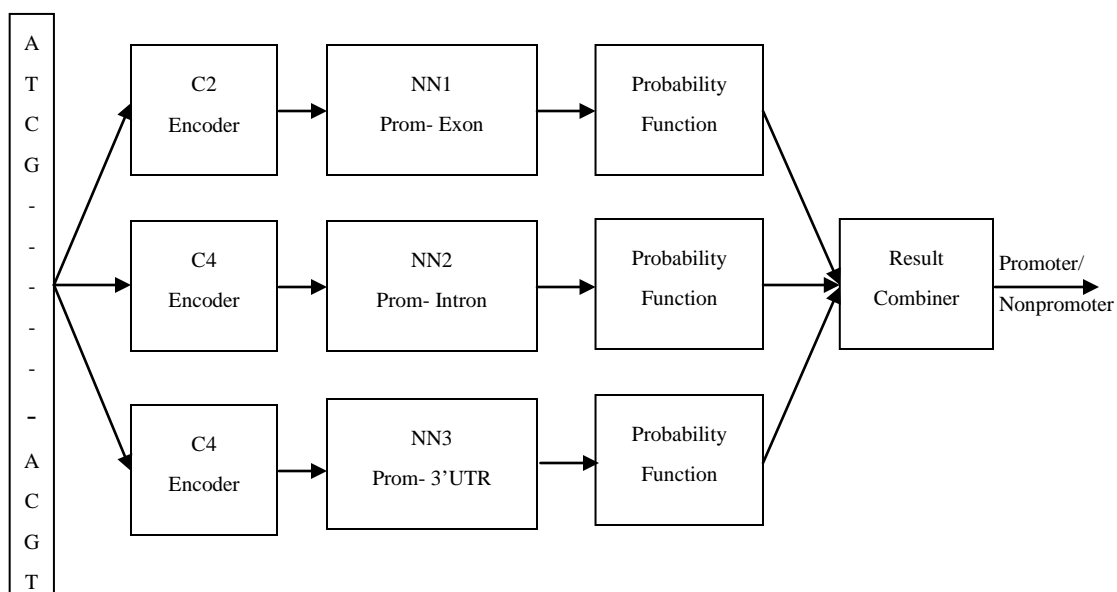 A
T
C
G
-
-
-
-
-
-
A
C
G
T
C2
Encoder
NN1
Prom- Exon
Probability
Function
C4
Encoder
NN2
Prom- Intron
Probability
Function
Result
Combiner
Promoter/
Nonpromoter
C4
Encoder
NN3
Prom- 3’UTR
Probability
Function